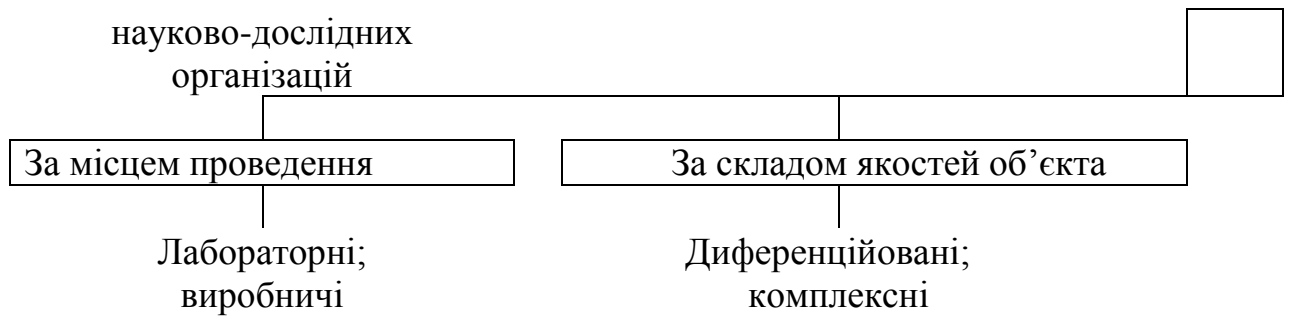 науково-дослідних
організацій
За місцем проведення
За складом якостей об’єкта
Лабораторні;
виробничі
Диференційовані;
комплексні